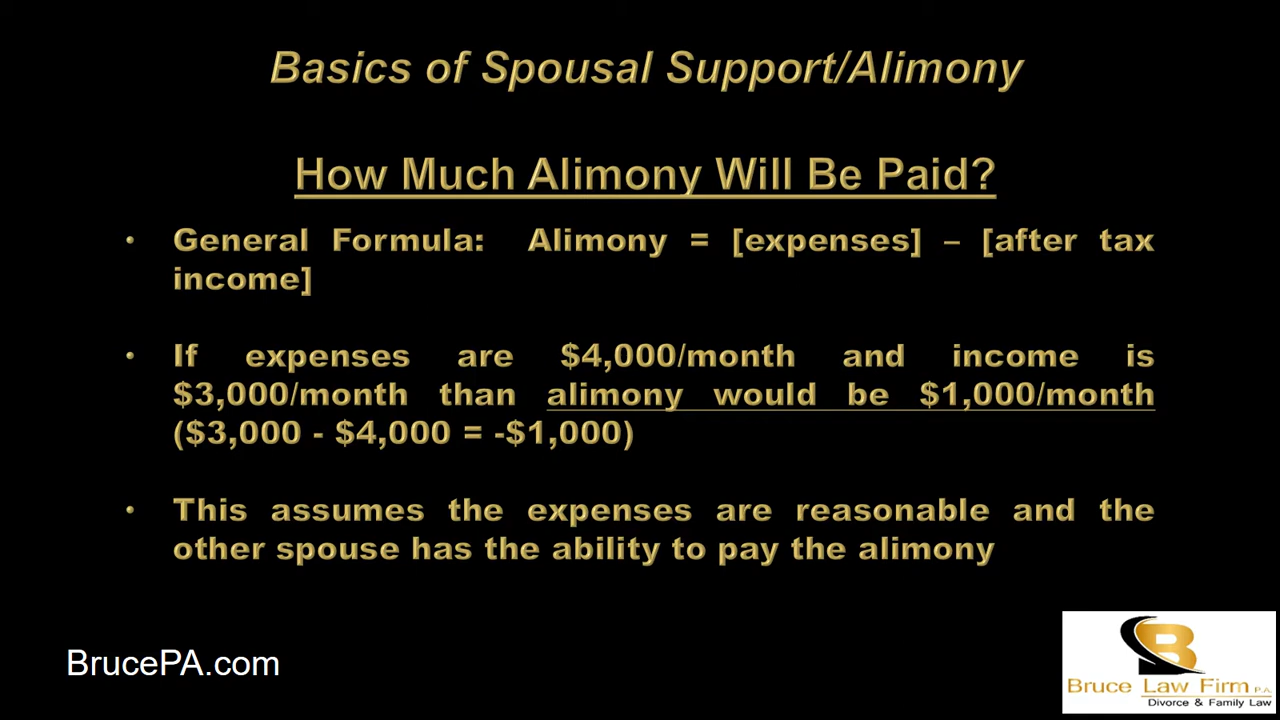 Basics of Spousal Support/Alimony
How Much Alimony Will Be Paid?
• General Formula: Alimony = [expenses] – [after tax
income]
• If expenses are $4,000/month and income is
$3,000/month than alimony would be $1,000/month
($3,000 - $4,000 = -$1,000)
• This assumes the expenses are reasonable and the
other spouse has the ability to pay the alimony
BrucePA.com
B
Bruce Law Firm P.A.
Divorce & Family Law